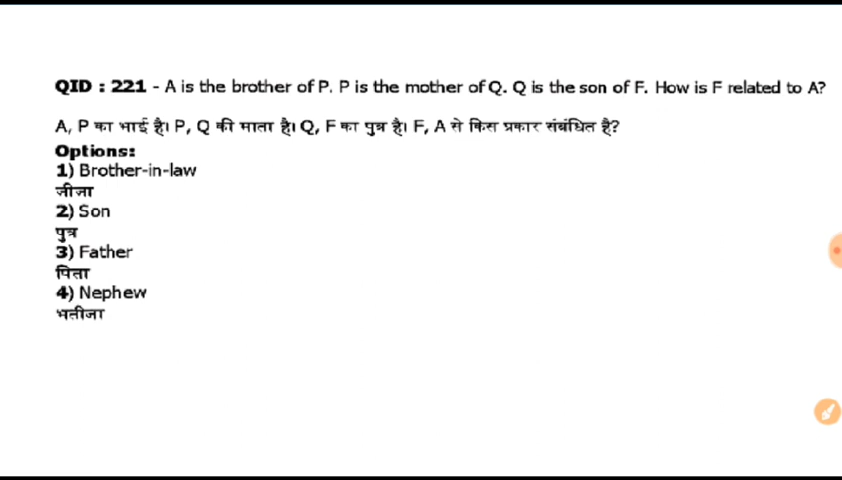 QID : 221 - A is the brother of P. P is the mother of Q. Q is the son of F. How is F related to A?
A, P का भाई है। P, Q की माता है। Q, F का पुत्र है। F, A से किस प्रकार संबंधित है?
Options:
1) Brother-in-law
जीजा
2) Son
पुत्र
3) Father
पिता
4) Nephew
भतीजा